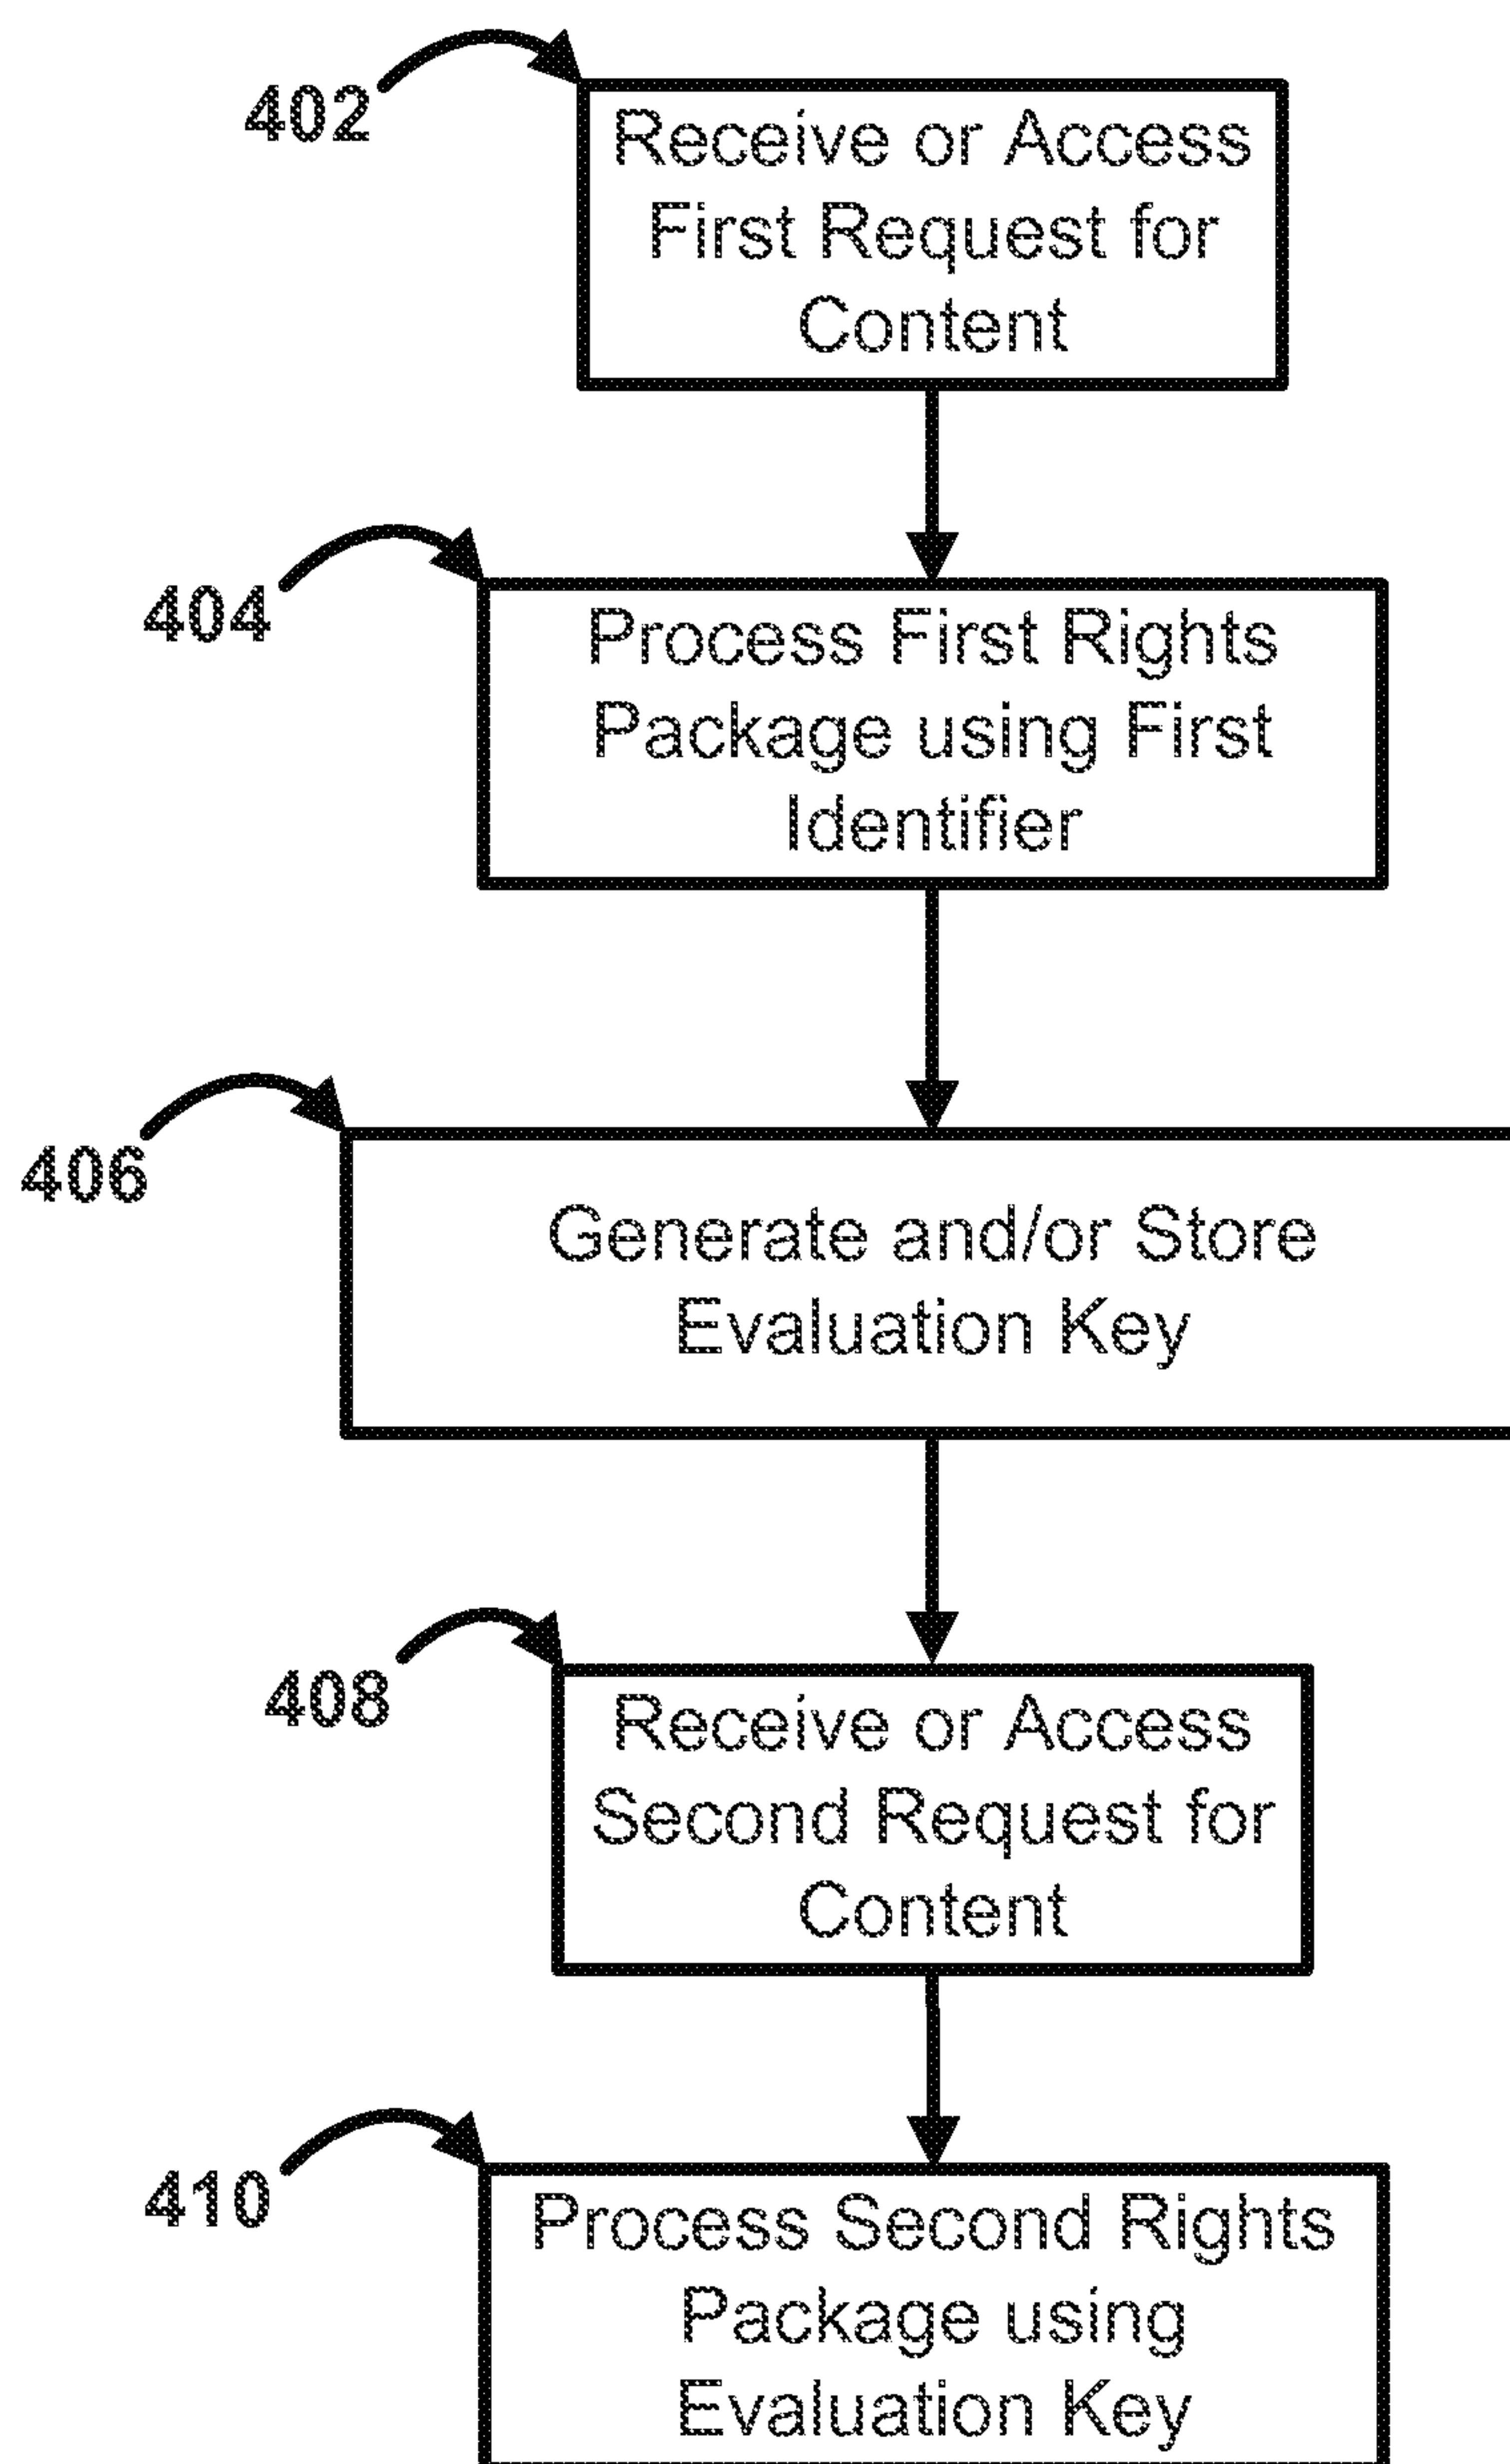 402
Receive or Access
First Request for
Content
404
Process First Rights
Package using First
Identifier
406
Generate and/or Store
Evaluation Key
408
Receive or Access
Second Request for
Content
410
Process Second Rights
Package using
Evaluation Key